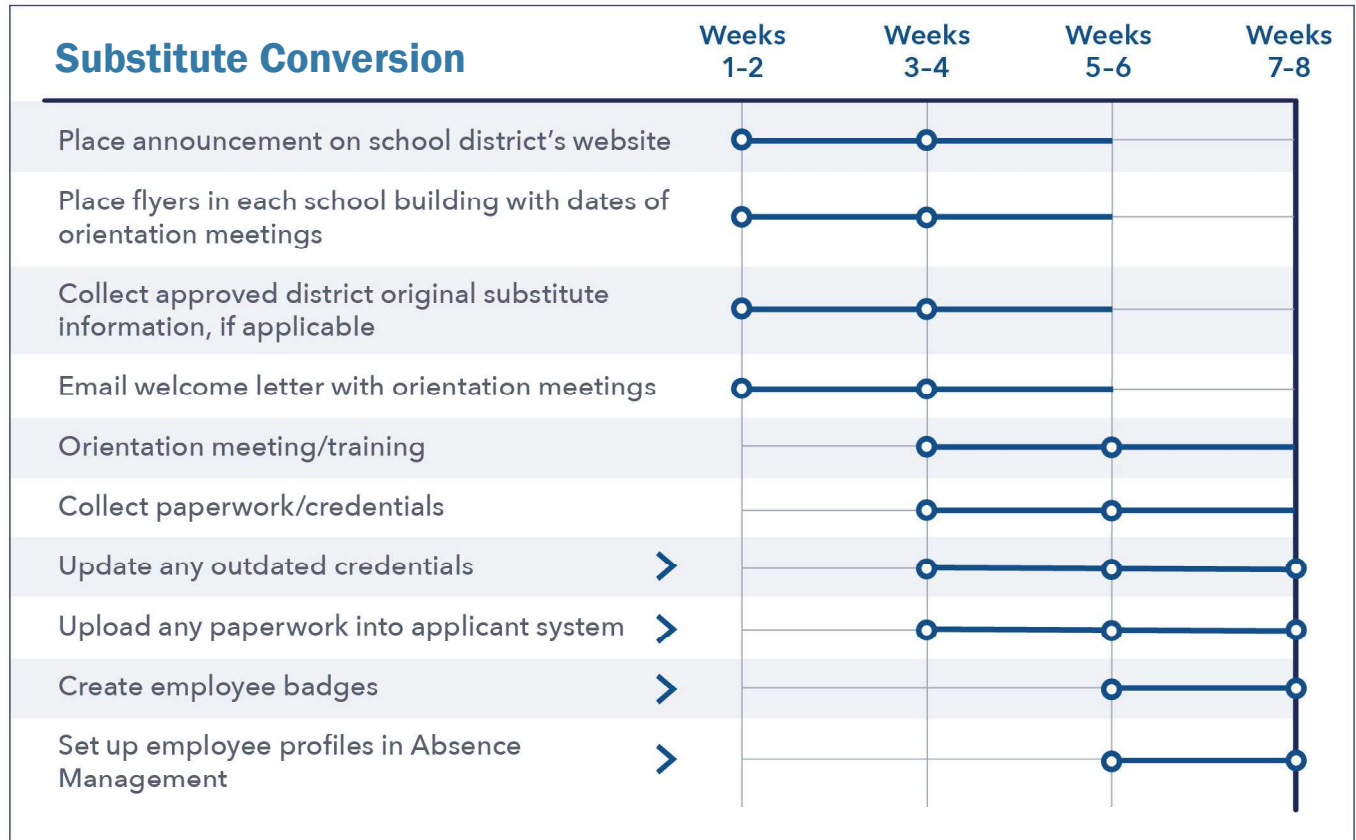 Substitute Conversion
Weeks 1–2
Weeks 3–4
Weeks 5–6
Weeks 7–8
Place announcement on school district’s website
Place flyers in each school building with dates of
orientation meetings
Collect approved district original substitute
information, if applicable
Email welcome letter with orientation meetings
Orientation meeting/training
Collect paperwork/credentials
Update any outdated credentials
Upload any paperwork into applicant system
Create employee badges
Set up employee profiles in Absence
Management